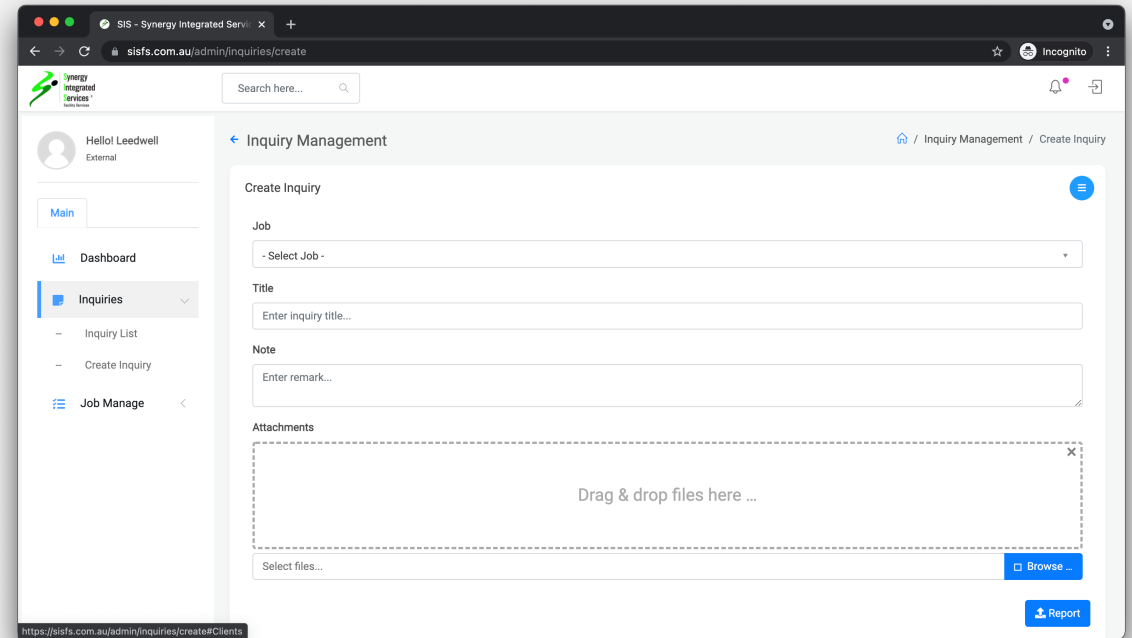 SIS - Synergy Integrated Servic
sisfs.com.au/admin/inquiries/create
Incognito
Synergy
Integrated
Services
Facility Services
Search here...
Hello! Leedwell
External
Inquiry Management
/ Inquiry Management / Create Inquiry
Main
Dashboard
Inquiries
-- Inquiry List
-- Create Inquiry
Job Manage
Create Inquiry
Job
- Select Job -
Title
Enter inquiry title...
Note
Enter remark...
Attachments
Drag & drop files here …
Select files...
Browse …
Report
https://sisfs.com.au/admin/inquiries/create#Clients